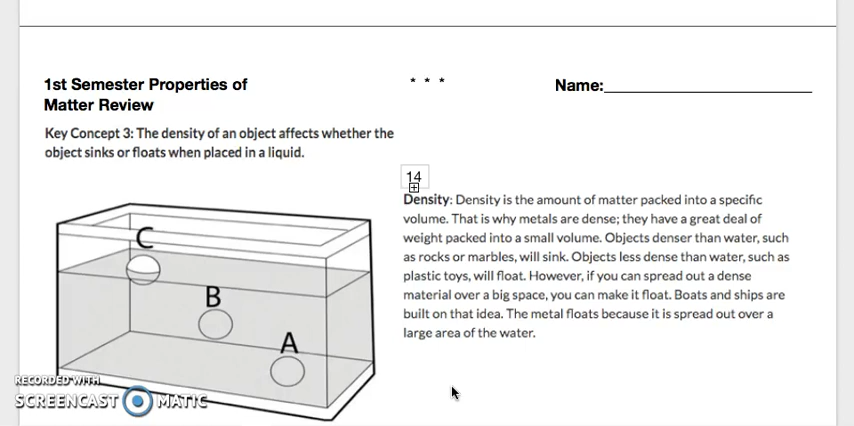 1st Semester Properties of
Matter Review
* * *
Name:
Key Concept 3: The density of an object affects whether the
object sinks or floats when placed in a liquid.
14
Density: Density is the amount of matter packed into a specific
volume. That is why metals are dense; they have a great deal of
weight packed into a small volume. Objects denser than water, such
as rocks or marbles, will sink. Objects less dense than water, such as
plastic toys, will float. However, if you can spread out a dense
material over a big space, you can make it float. Boats and ships are
built on that idea. The metal floats because it is spread out over a
large area of the water.
C
B
A
RECORDED WITH
SCREENCAST MATIC